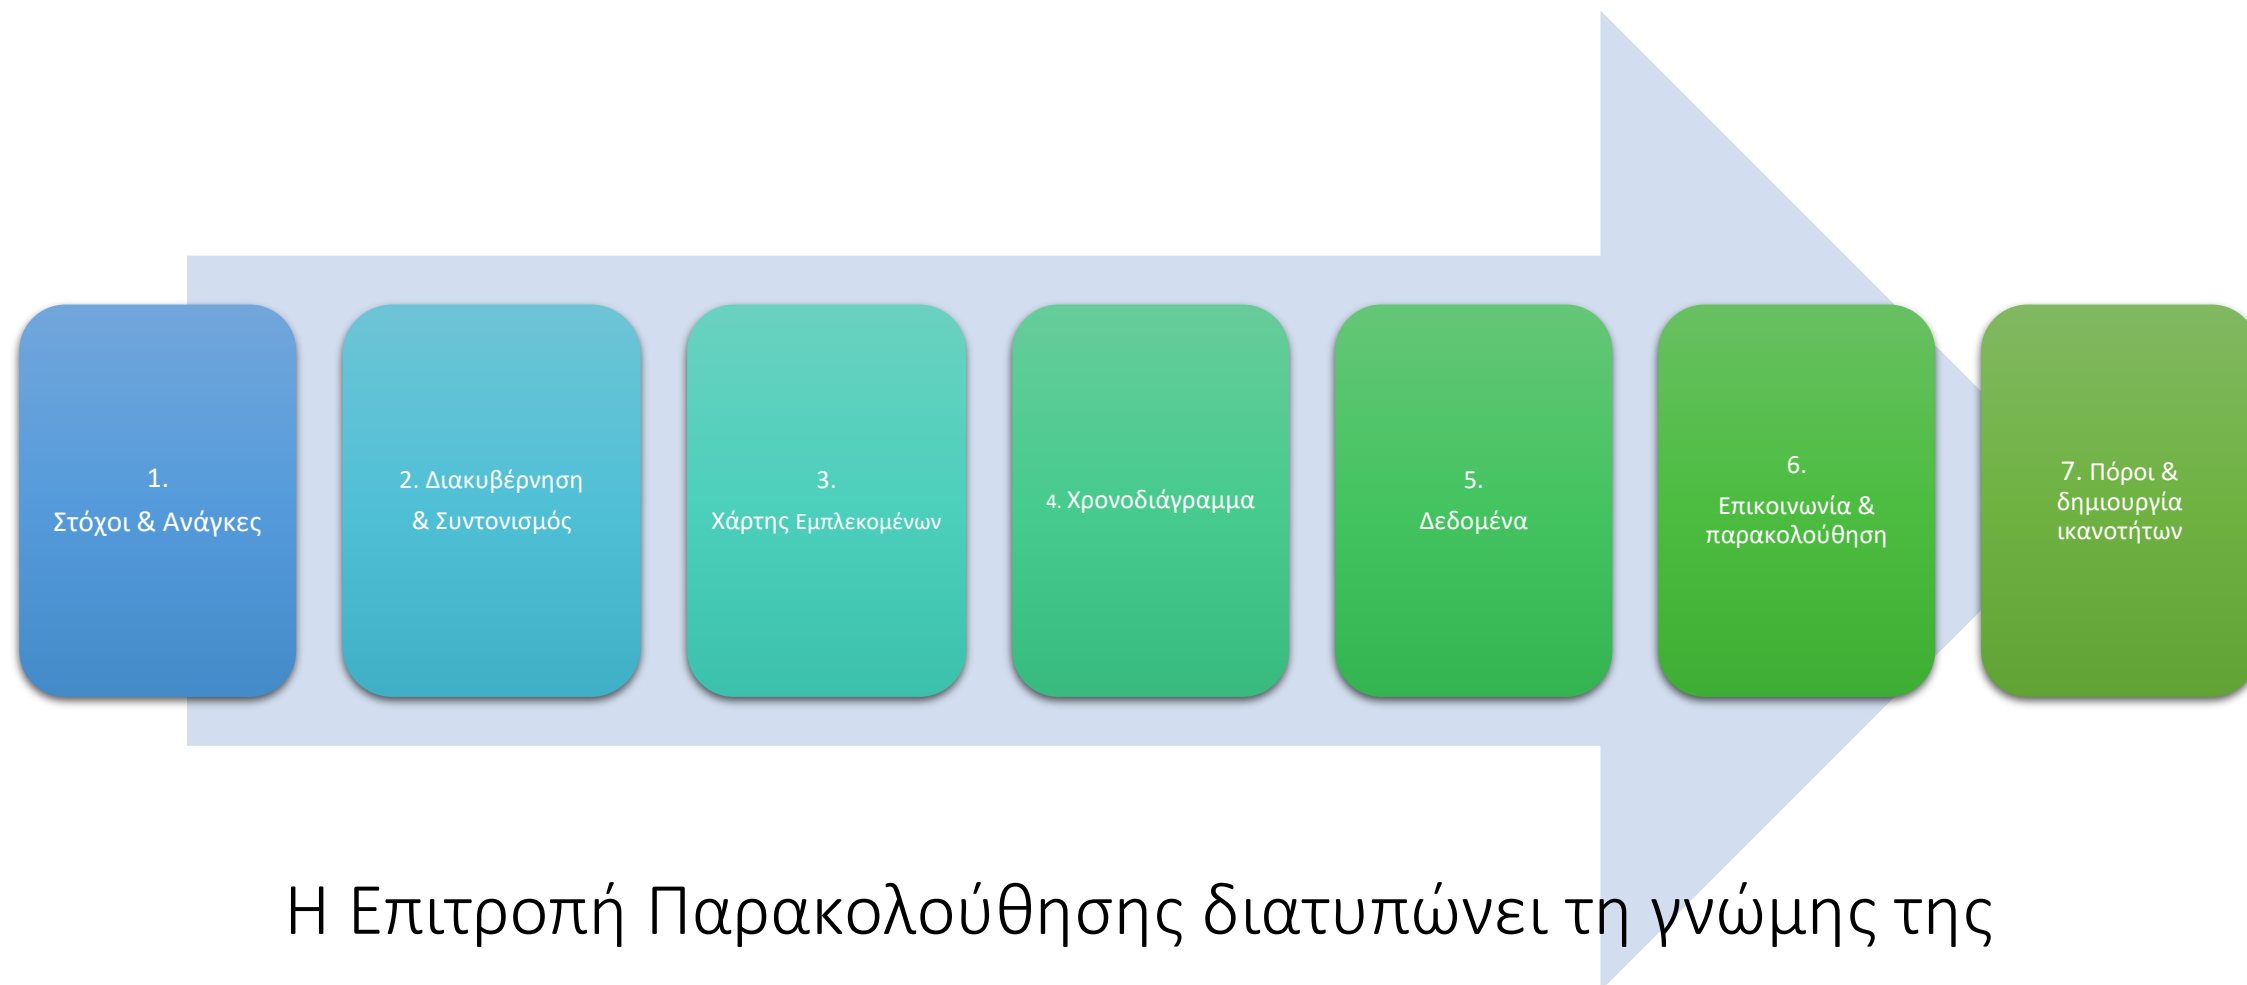 1.
Στόχοι & Ανάγκες
2. Διακυβέρνηση
& Συντονισμός
3.
Χάρτης Εμπλεκομένων
4. Χρονοδιάγραμμα
5.
Δεδομένα
6.
Επικοινωνία &
παρακολούθηση
7. Πόροι &
δημιουργία
ικανοτήτων
Η Επιτροπή Παρακολούθησης διατυπώνει τη γνώμης της